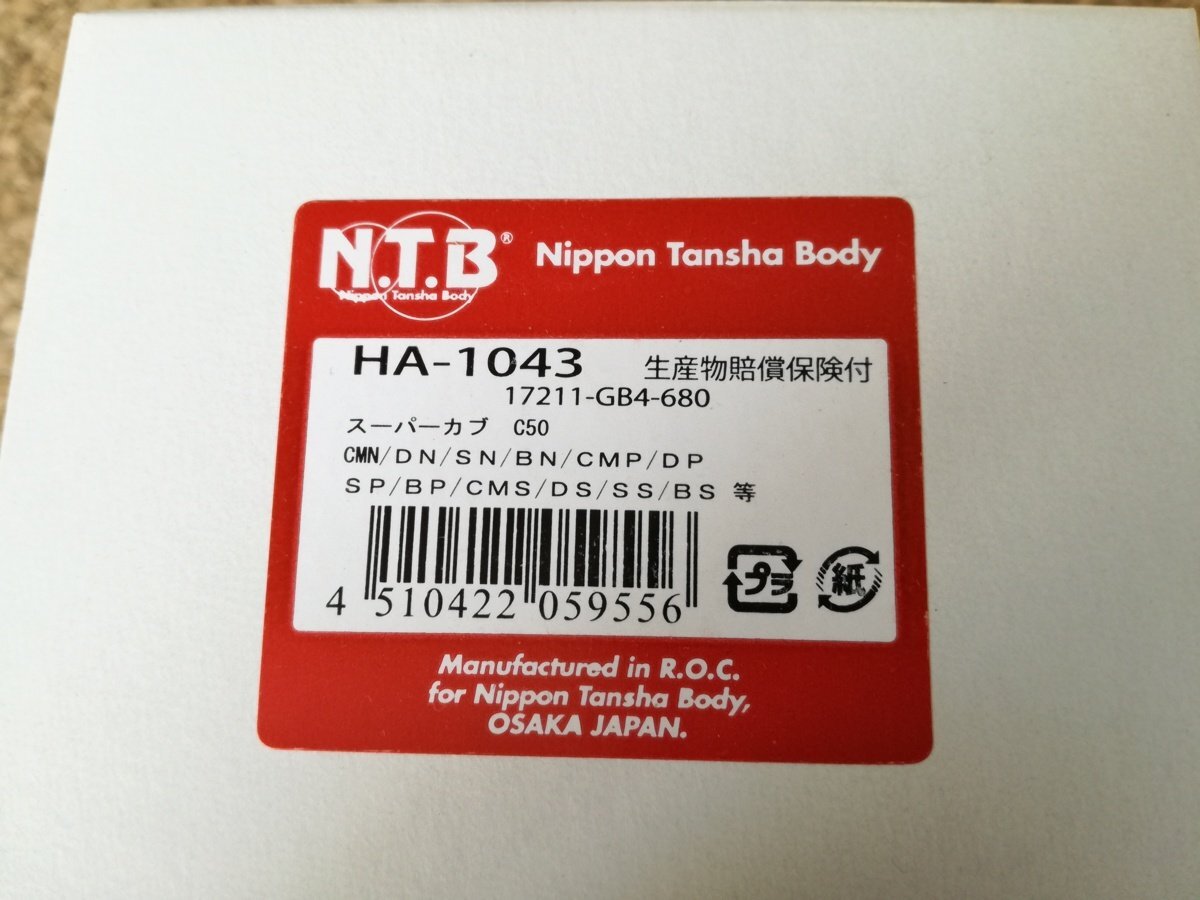 N.T.B®
Nippon Tansha Body
Nippon Tansha Body
HA-1043 生産物賠償保険付
17211-GB4-680
スーパーカブ C50
CMN/DN/SN/BN/CMP/DP
SP/BP/CMS/DS/SS/BS 等
4 510422 059556
プラ 紙
Manufactured in R.O.C.
for Nippon Tansha Body,
OSAKA JAPAN.